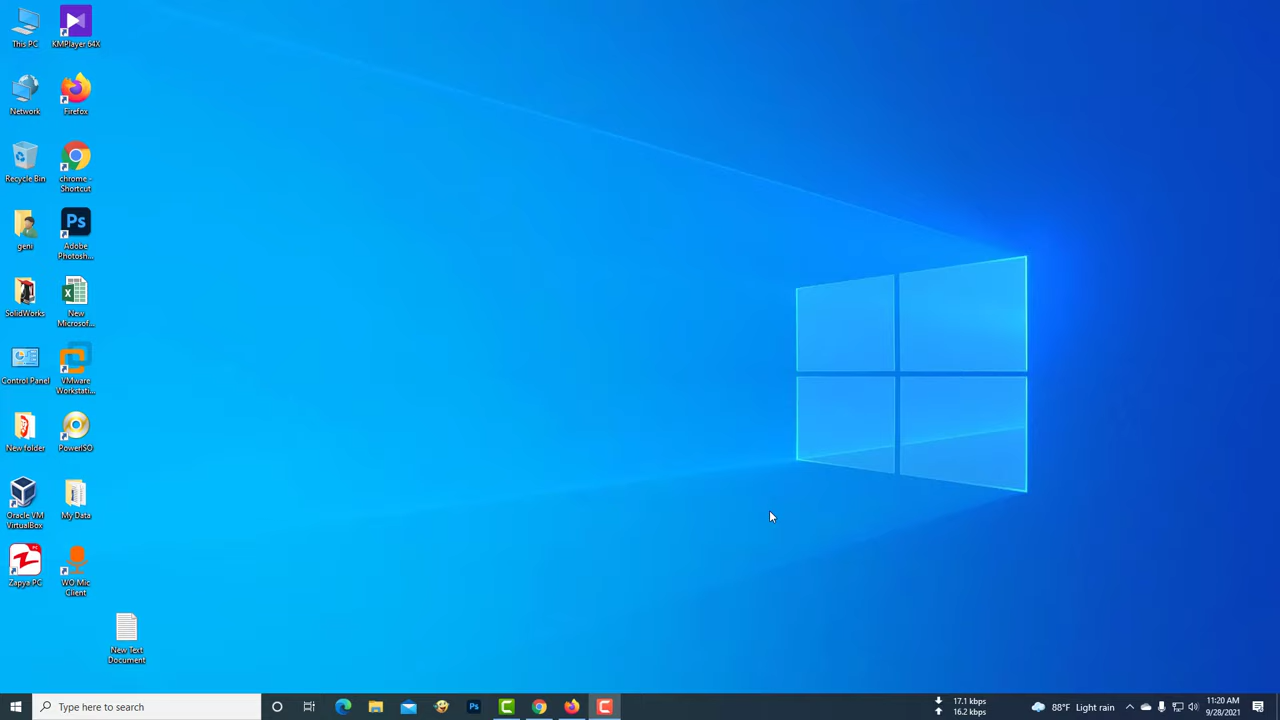 This PC
KMPlayer 64X
Network
Firefox
Recycle Bin
chrome -
Shortcut
geni
Adobe
Photosh...
Ps
SolidWorks
New
Microsof...
Control Panel
VMware
Workstati...
New folder
PowerISO
Oracle VM
VirtualBox
My Data
Zapya PC
WO Mic
Client
New Text
Document
Type here to search
Ps
17.1 kbps
16.2 kbps
88°F Light rain
11:20 AM
9/28/2021